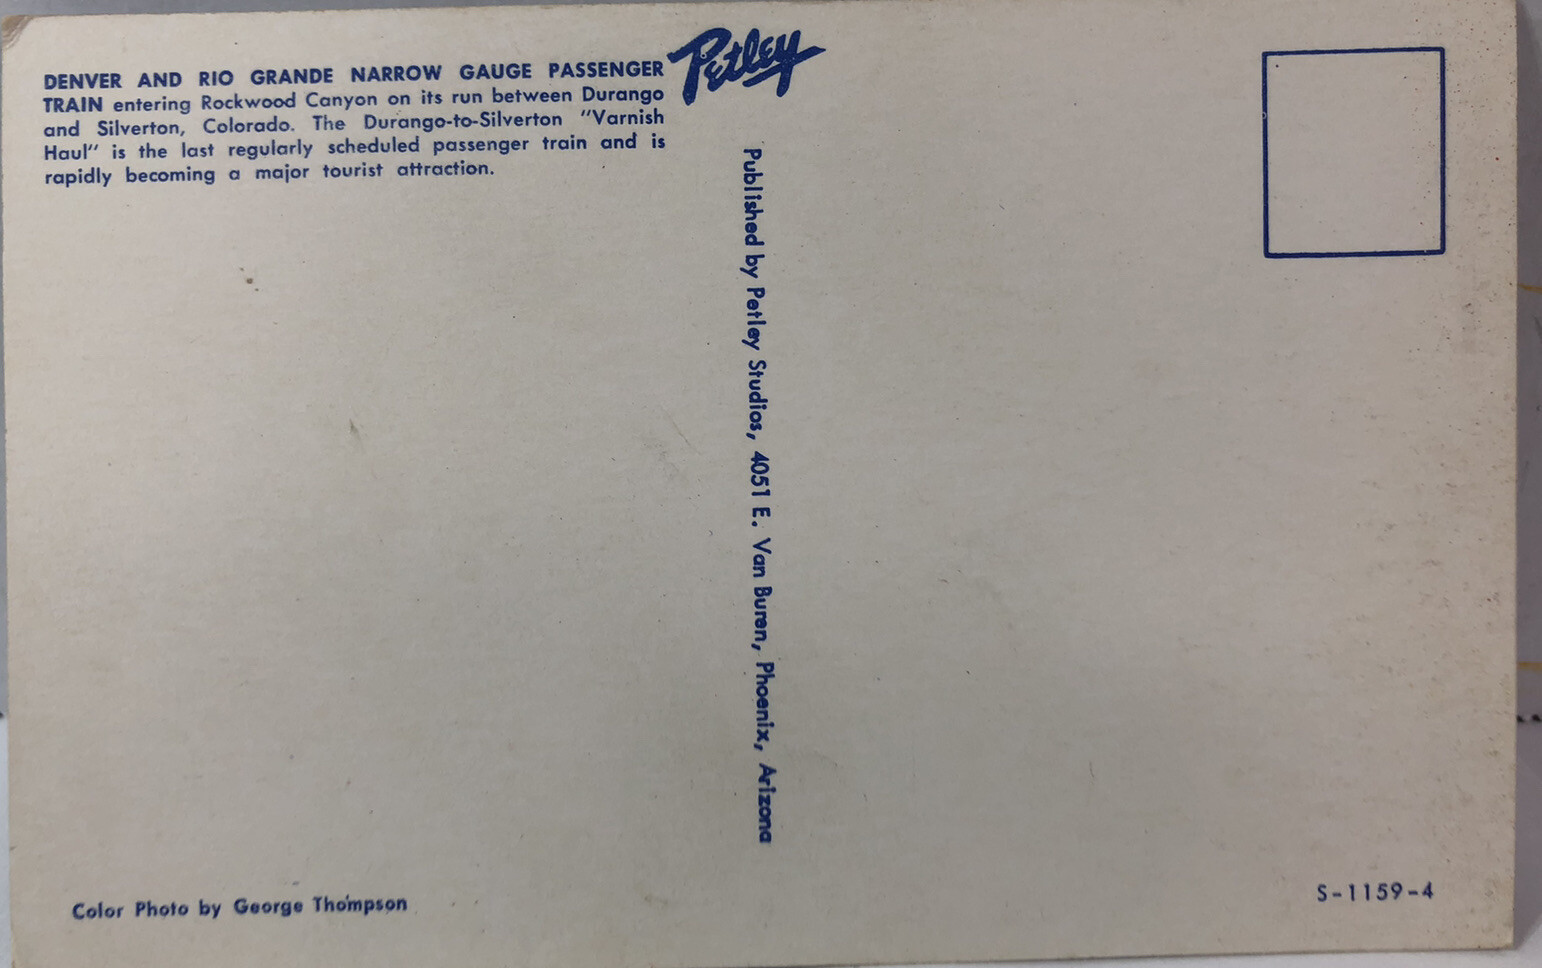 DENVER AND RIO GRANDE NARROW GAUGE PASSENGER
TRAIN entering Rockwood Canyon on its run between Durango
and Silverton, Colorado. The Durango-to-Silverton "Varnish
Haul" is the last regularly scheduled passenger train and is
rapidly becoming a major tourist attraction.
Petley
Published by Petley Studios, 4051 E. Van Buren, Phoenix, Arizona
Color Photo by George Thompson
S-1159-4